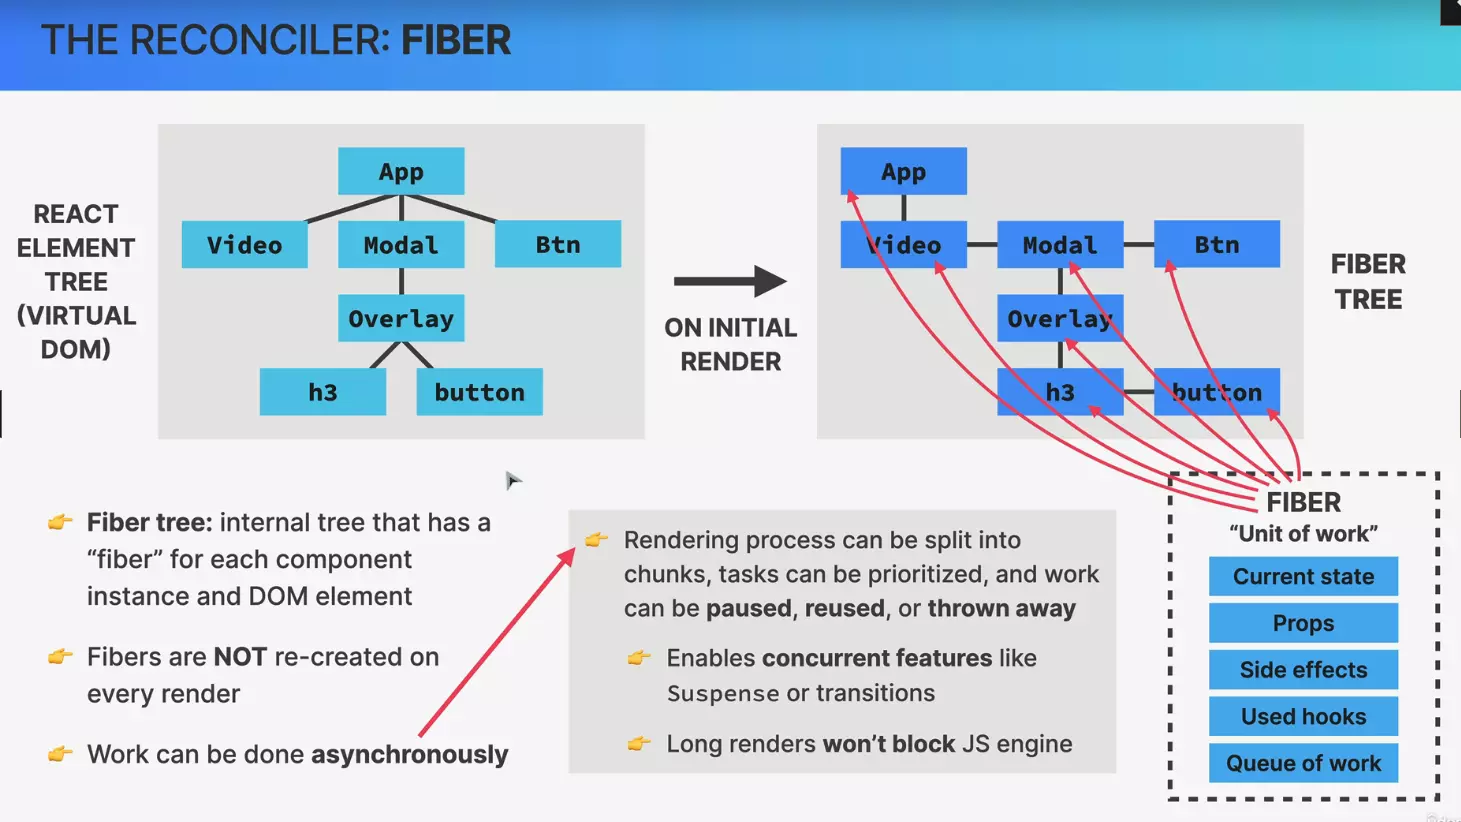 THE RECONCILER: FIBER
REACT
ELEMENT
TREE
(VIRTUAL
DOM)
App
Video
Modal
Btn
Overlay
h3
button
ON INITIAL
RENDER
App
Video
Modal
Btn
Overlay
h3
button
FIBER
TREE
👉 Fiber tree: internal tree that has a
“fiber” for each component
instance and DOM element
👉 Fibers are NOT re-created on
every render
👉 Work can be done asynchronously
👉 Rendering process can be split into
chunks, tasks can be prioritized, and work
can be paused, reused, or thrown away
👉 Enables concurrent features like
Suspense or transitions
👉 Long renders won’t block JS engine
FIBER
“Unit of work”
Current state
Props
Side effects
Used hooks
Queue of work